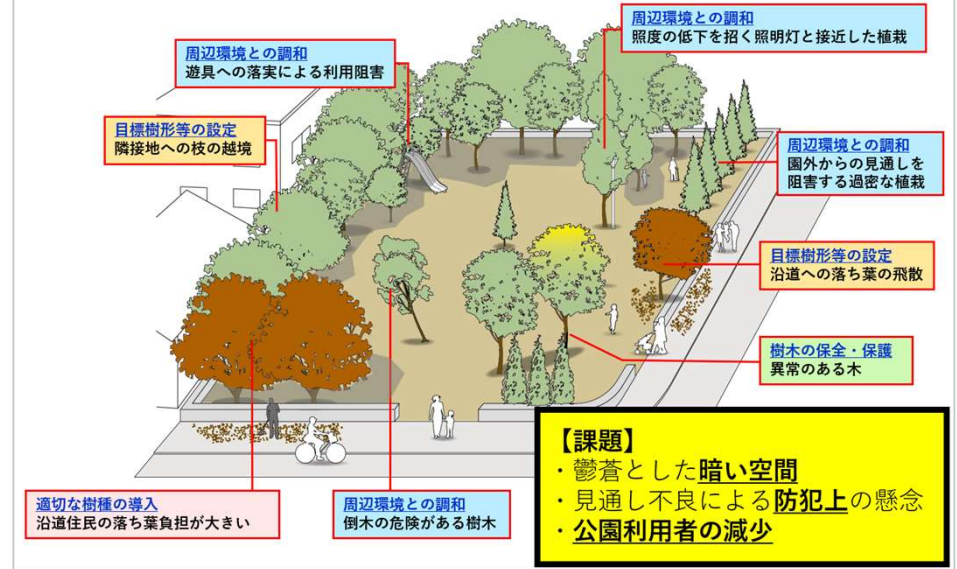 周辺環境との調和
照度の低下を招く照明灯と接近した植栽
周辺環境との調和
遊具への落実による利用阻害
目標樹形等の設定
隣接地への枝の越境
周辺環境との調和
園外からの見通しを
阻害する過密な植栽
目標樹形等の設定
沿道への落ち葉の飛散
樹木の保全・保護
異常のある木
適切な樹種の導入
沿道住民の落ち葉負担が大きい
周辺環境との調和
倒木の危険がある樹木
【課題】
・鬱蒼とした暗い空間
・見通し不良による防犯上の懸念
・公園利用者の減少